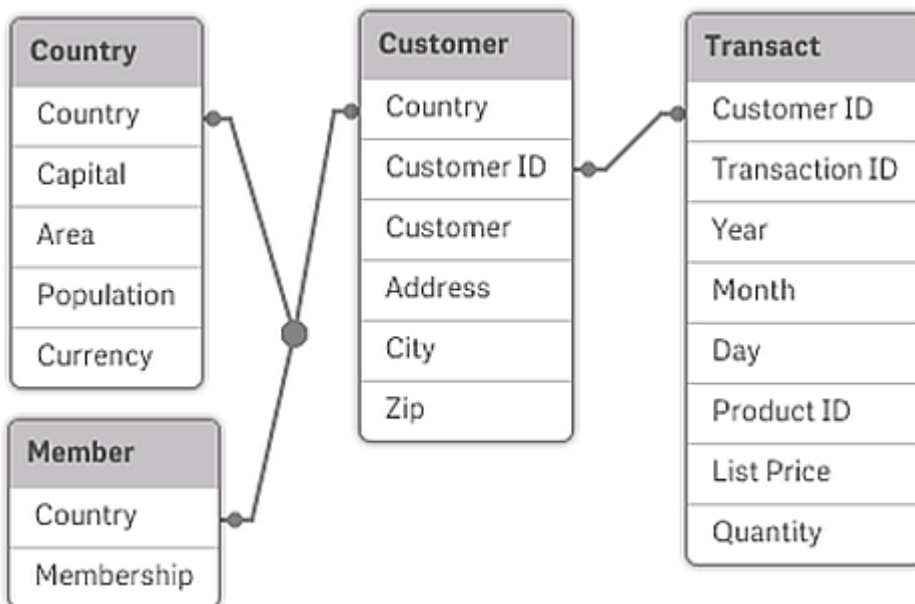 Country
Country
Capital
Area
Population
Currency
Member
Country
Membership
Customer
Country
Customer ID
Customer
Address
City
Zip
Transact
Customer ID
Transaction ID
Year
Month
Day
Product ID
List Price
Quantity